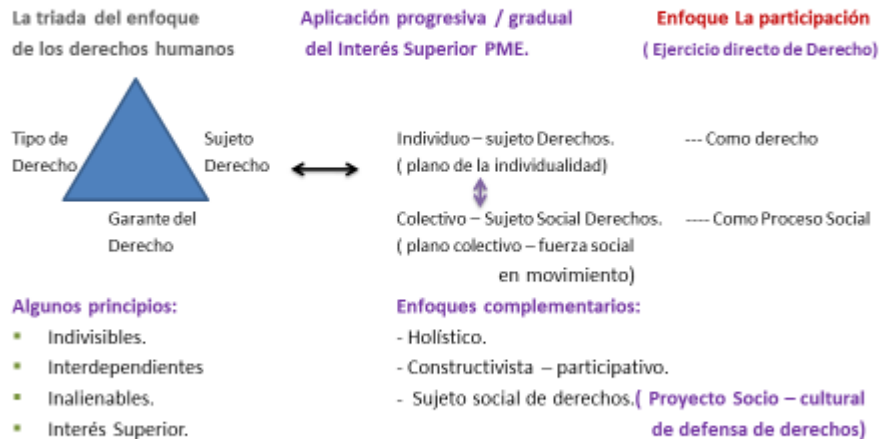 La triada del enfoque
de los derechos humanos
Aplicación progresiva / gradual
del Interés Superior PME.
Enfoque La participación
( Ejercicio directo de Derecho)
Tipo de
Derecho
Sujeto
Derecho
Garante del
Derecho
Individuo – sujeto Derechos.
( plano de la individualidad)
--- Como derecho
Colectivo – Sujeto Social Derechos.
( plano colectivo – fuerza social
en movimiento)
---- Como Proceso Social
Algunos principios:
▪ Indivisibles.
▪ Interdependientes
▪ Inalienables.
▪ Interés Superior.
Enfoques complementarios:
- Holístico.
- Constructivista – participativo.
- Sujeto social de derechos.( Proyecto Socio – cultural
de defensa de derechos)